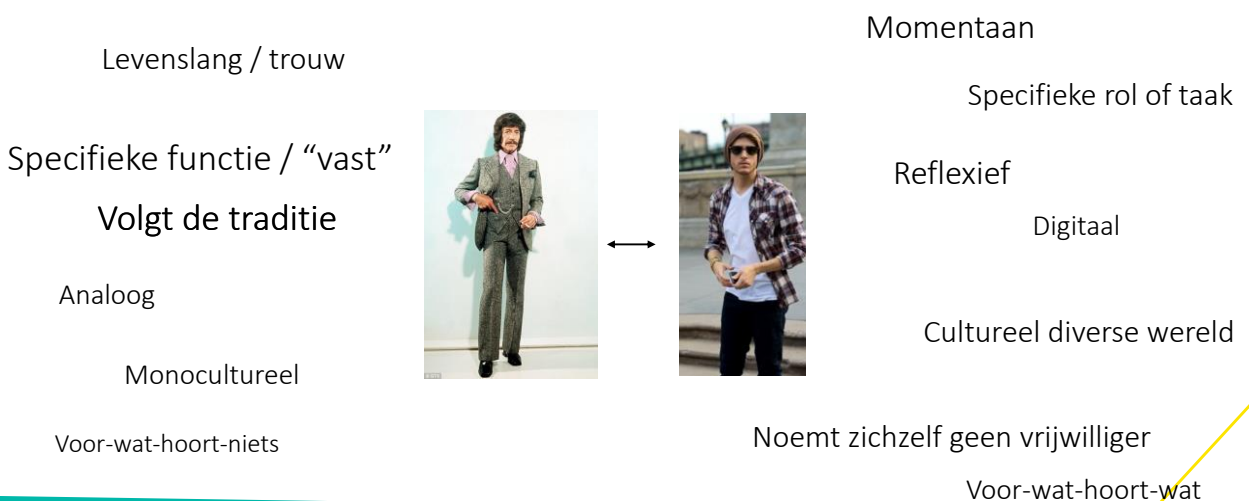 Levenslang / trouw
Specifieke functie / “vast”
Volgt de traditie
Analoog
Monocultureel
Voor-wat-hoort-niets
Momentaan
Specifieke rol of taak
Reflexief
Digitaal
Cultureel diverse wereld
Noemt zichzelf geen vrijwilliger
Voor-wat-hoort-wat